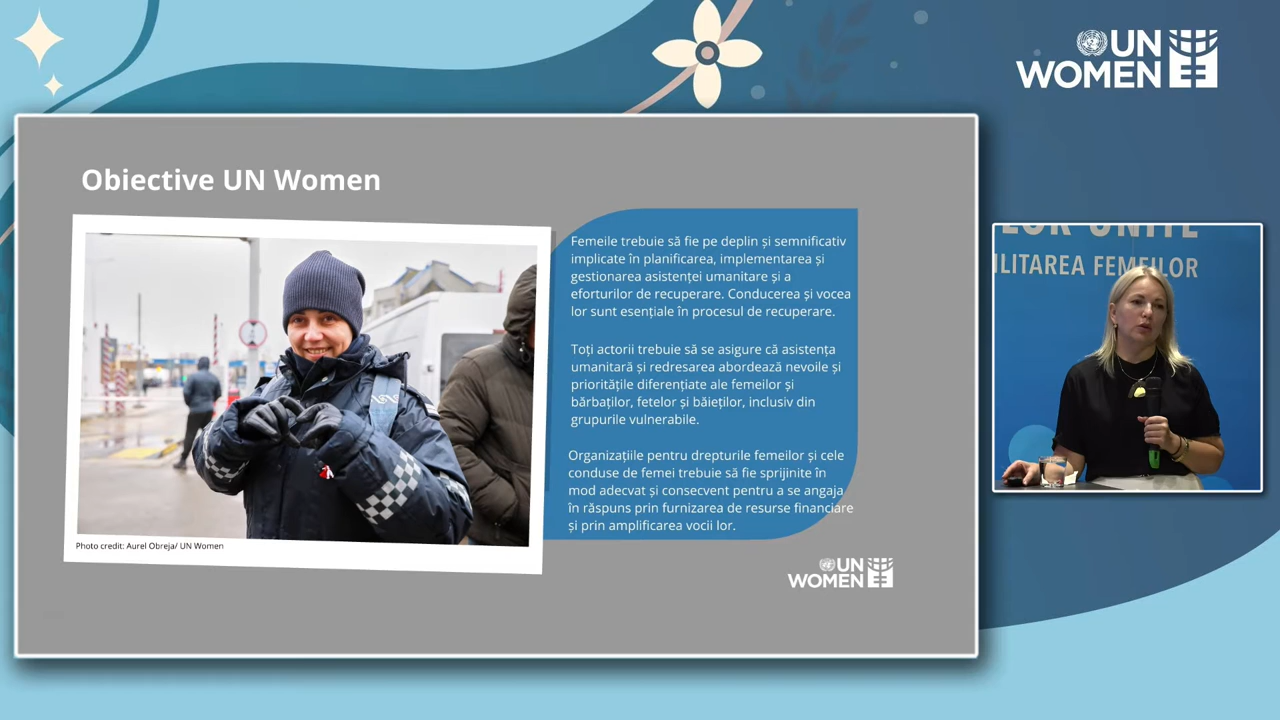 UN
WOMEN
Obiective UN Women
Femeile trebuie să fie pe deplin și semnificativ
implicate în planificarea, implementarea și
gestionarea asistenței umanitare și a
eforturilor de recuperare. Conducerea și vocea
lor sunt esențiale în procesul de recuperare.
Toți actorii trebuie să se asigure că asistența
umanitară și redresarea abordează nevoile și
prioritățile diferențiate ale femeilor și
bărbaților, fetelor și băieților, inclusiv din
grupurile vulnerabile.
Organizațiile pentru drepturile femeilor și cele
conduse de femei trebuie să fie sprijinite în
mod adecvat și consecvent pentru a se angaja
în răspuns prin furnizarea de resurse financiare
și prin amplificarea vocii lor.
Photo credit: Aurel Obreja/ UN Women
UN
WOMEN
LOR UNITE
ILITAREA FEMEILOR